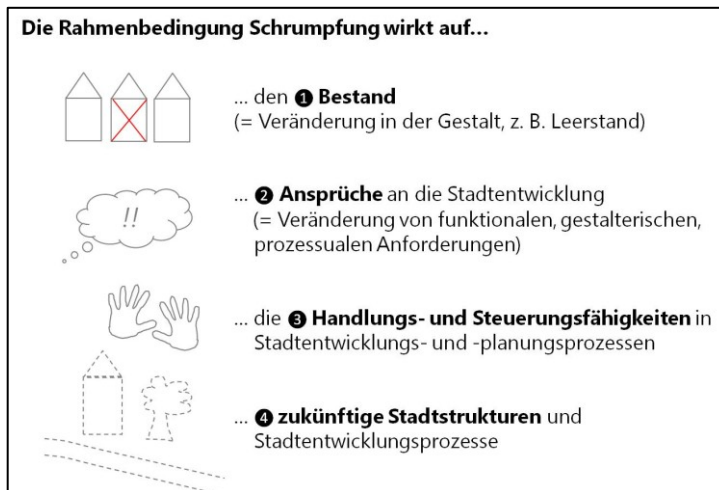 Die Rahmenbedingung Schrumpfung wirkt auf...
... den ❶ Bestand
(= Veränderung in der Gestalt, z. B. Leerstand)
!!
... ❷ Ansprüche an die Stadtentwicklung
(= Veränderung von funktionalen, gestalterischen,
prozessualen Anforderungen)
... die ❸ Handlungs- und Steuerungsfähigkeiten in
Stadtentwicklungs- und -planungsprozessen
... ❹ zukünftige Stadtstrukturen und
Stadtentwicklungsprozesse